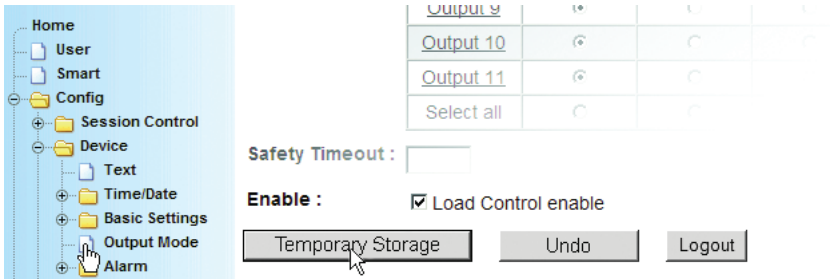 Home
User
Smart
Config
Session Control
Device
Text
Time/Date
Basic Settings
Output Mode
Alarm
Output 9
Output 10
Output 11
Select all
Safety Timeout :
Enable : Load Control enable
Temporary Storage Undo Logout